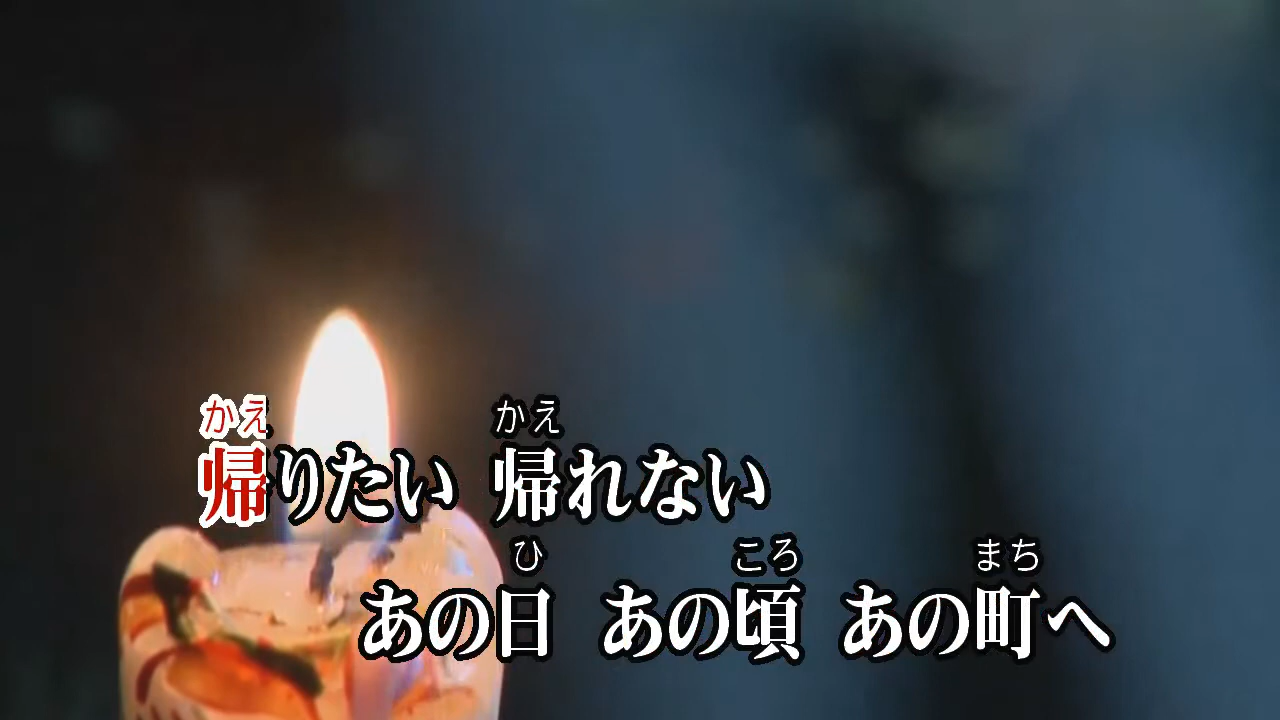 かえ かえ
帰りたい 帰れない
ひ ころ まち
あの日 あの頃 あの町へ